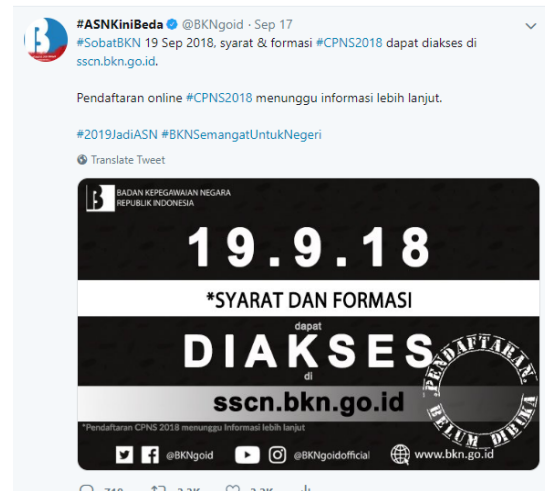 #ASNKiniBeda @BKNgoid · Sep 17
#SobatBKN 19 Sep 2018, syarat & formasi #CPNS2018 dapat diakses di
sscn.bkn.go.id.
Pendaftaran online #CPNS2018 menunggu informasi lebih lanjut.
#2019JadiASN #BKNSemangatUntukNegeri
Translate Tweet
BADAN KEPEGAWAIAN NEGARA
REPUBLIK INDONESIA
19.9.18
*SYARAT DAN FORMASI
dapat
DIAKSES
di
sscn.bkn.go.id
PENDAFTARAN
BELUM DIBUKA
*Pendaftaran CPNS 2018 menunggu Informasi lebih lanjut
@BKNgoid
@BKNgoidofficial
www.bkn.go.id